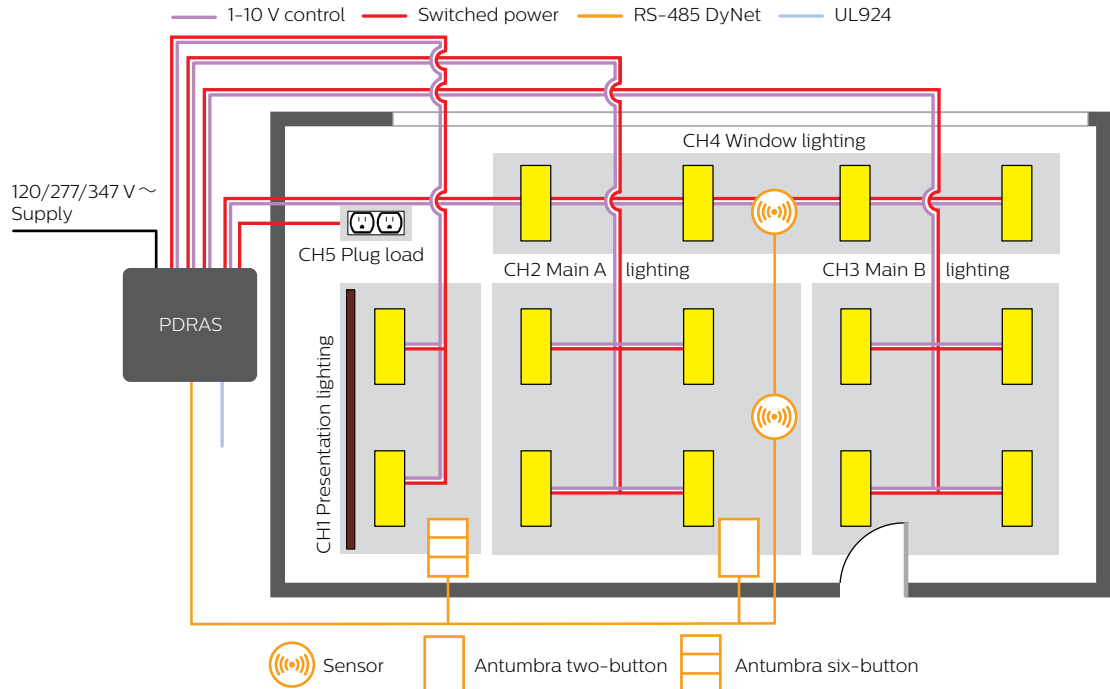 1-10 V control
Switched power
RS-485 DyNet
UL924
CH4 Window lighting
120/277/347 V ~
Supply
CH5 Plug load
CH2 Main A lighting
CH3 Main B lighting
PDRAS
CH1 Presentation lighting
Sensor
Antumbra two-button
Antumbra six-button